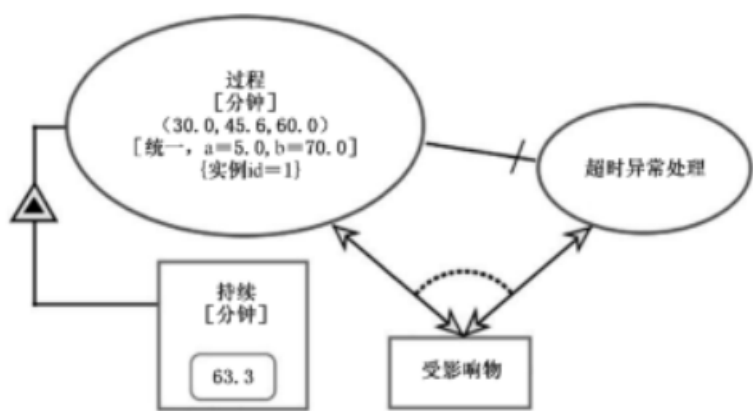 过程
[分钟]
(30.0,45.6,60.0)
[统一, a=5.0,b=70.0]
{实例id=1}
超时异常处理
持续
[分钟]
63.3
受影响物